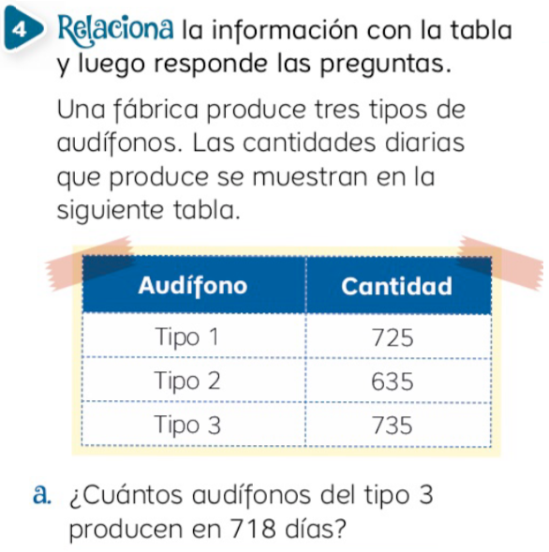 4 Relaciona la información con la tabla
y luego responde las preguntas.
Una fábrica produce tres tipos de
audífonos. Las cantidades diarias
que produce se muestran en la
siguiente tabla.
Audífono Cantidad
Tipo 1 725
Tipo 2 635
Tipo 3 735
a. ¿Cuántos audífonos del tipo 3
producen en 718 días?